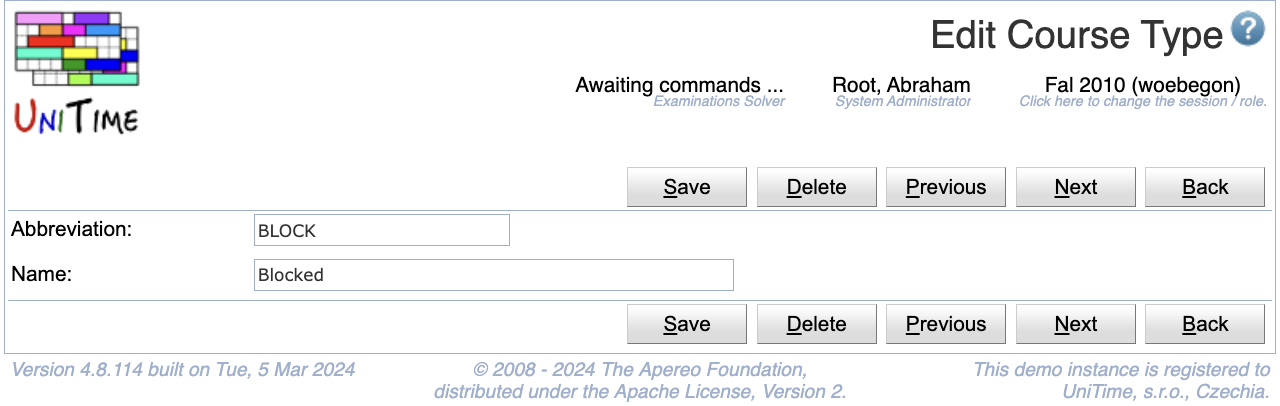 UniTime
Edit Course Type
?
Awaiting commands ... Root, Abraham Fal 2010 (woebegon)
Examinations Solver System Administrator Click here to change the session / role.
Save Delete Previous Next Back
Abbreviation: BLOCK
Name: Blocked
Save Delete Previous Next Back
Version 4.8.114 built on Tue, 5 Mar 2024 © 2008 - 2024 The Apereo Foundation, This demo instance is registered to
distributed under the Apache License, Version 2. UniTime, s.r.o., Czechia.